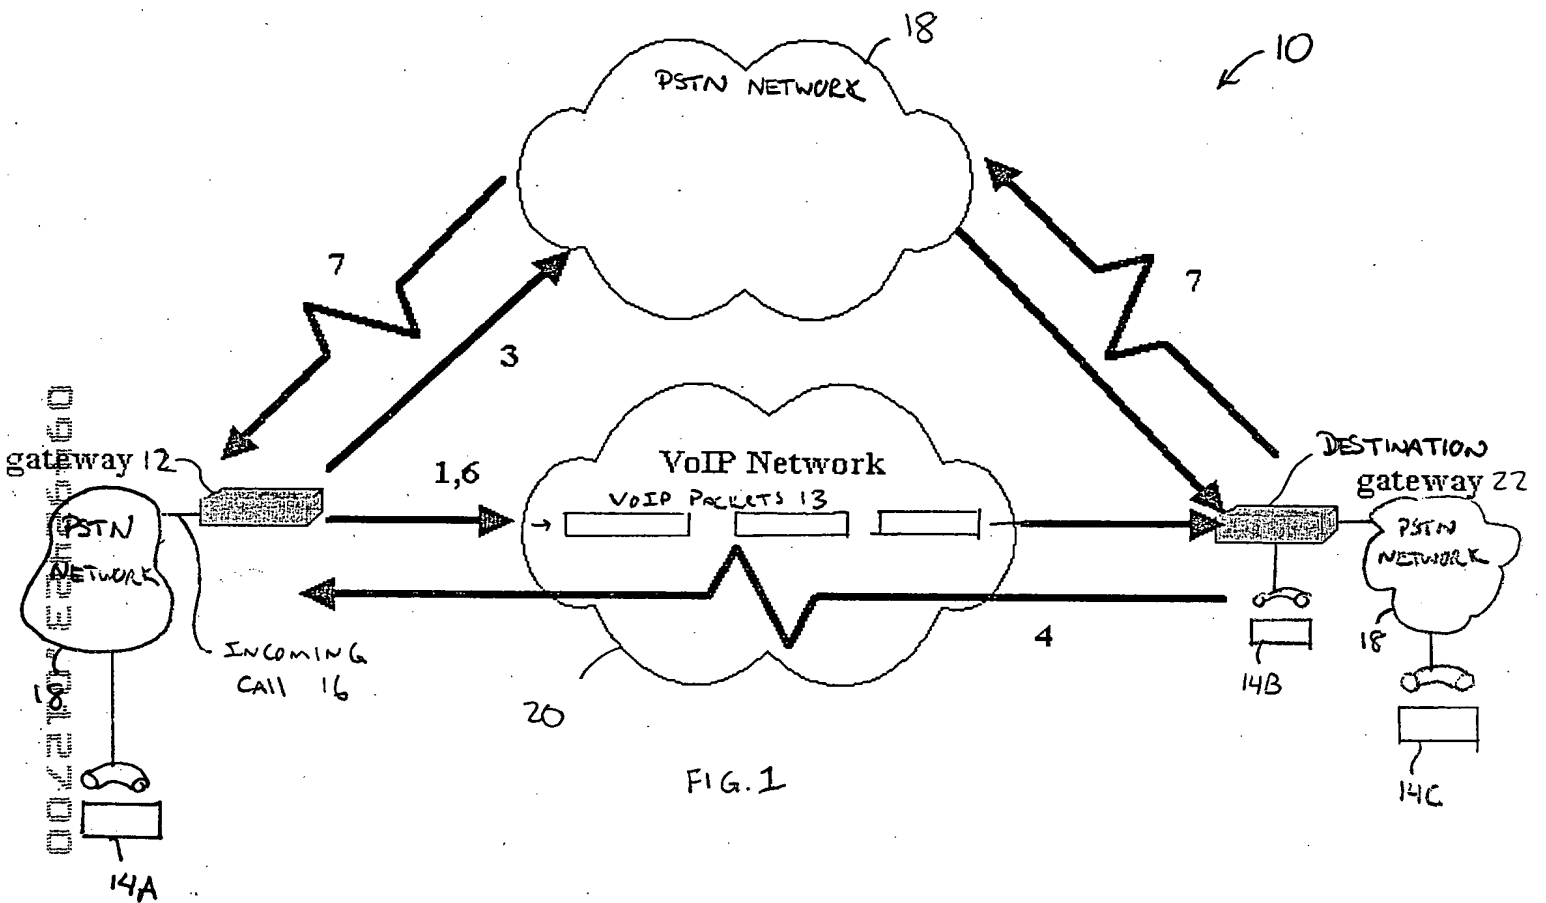 18
10
PSTN NETWORK
7
7
3
gateway 12
1,6
VoIP Network
VoIP PACKETS 13
DESTINATION
gateway 22
PSTN
NETWORK
PSTN
NETWORK
4
INCOMING
CALL 16
18
18
14B
20
14C
FIG. 1
14A